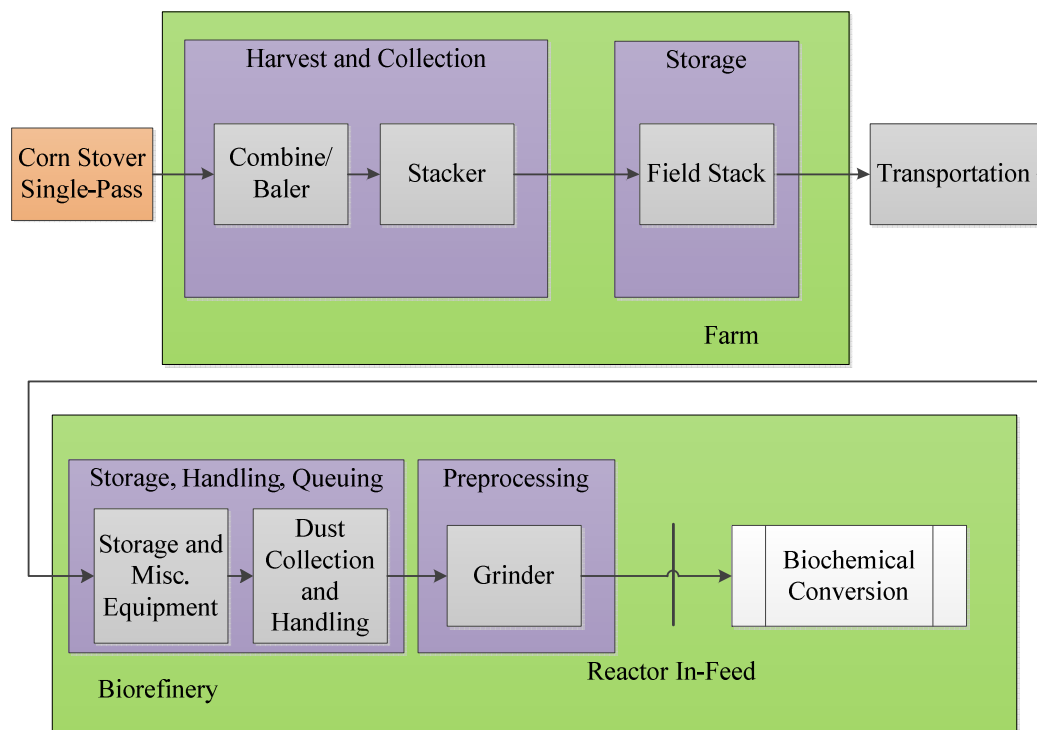 Harvest and Collection
Storage
Corn Stover
Single-Pass
Combine/
Baler
Stacker
Field Stack
Transportation
Farm
Storage, Handling, Queuing
Preprocessing
Storage and
Misc.
Equipment
Dust
Collection
and
Handling
Grinder
Biochemical
Conversion
Reactor In-Feed
Biorefinery